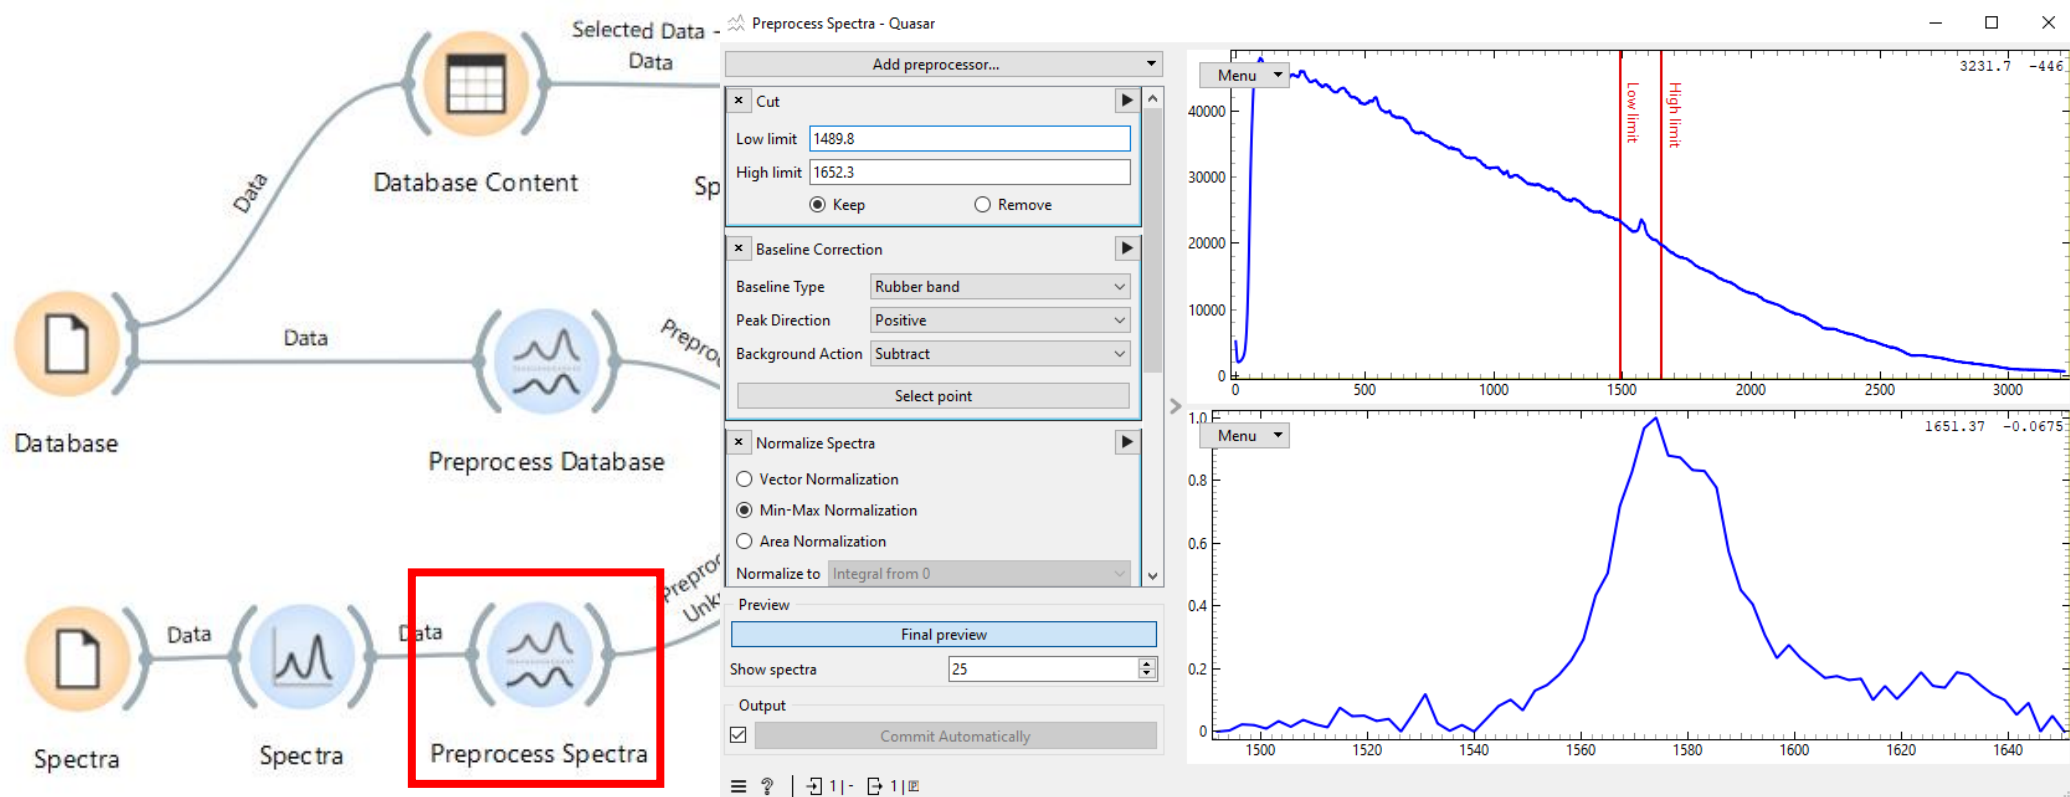 Selected Data -
Data
Data
Database Content
Sp
Data
Prepro
Database
Preprocess Database
Data
Data
Prepro
Unk
Spectra
Spectra
Preprocess Spectra
Preprocess Spectra - Quasar
Add preprocessor...
Cut
Low limit 1489.8
High limit 1652.3
Keep Remove
Baseline Correction
Baseline Type Rubber band
Peak Direction Positive
Background Action Subtract
Select point
Normalize Spectra
Vector Normalization
Min-Max Normalization
Area Normalization
Normalize to Integral from 0
Preview
Final preview
Show spectra 25
Output
Commit Automatically
? 1 | - 1 | P
Menu
3231.7 -446
Low limit
High limit
40000
30000
20000
10000
0
0 500 1000 1500 2000 2500 3000
1.0
Menu
1651.37 -0.0675
0.8
0.6
0.4
0.2
0
1500 1520 1540 1560 1580 1600 1620 1640